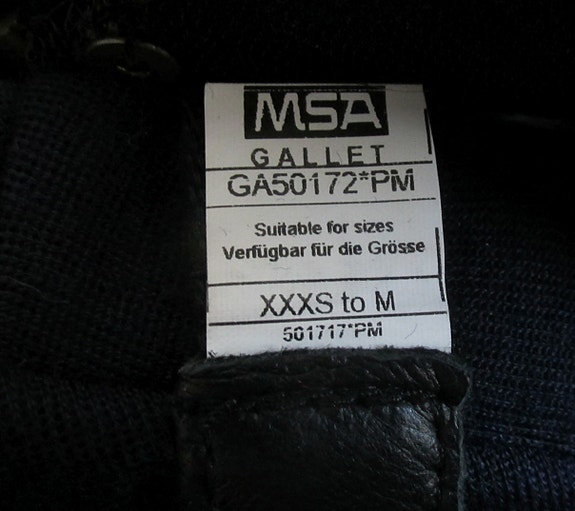 MSA
GALLET
GA50172*PM
Suitable for sizes
Verfügbar für die Grösse
XXXS to M
501717*PM